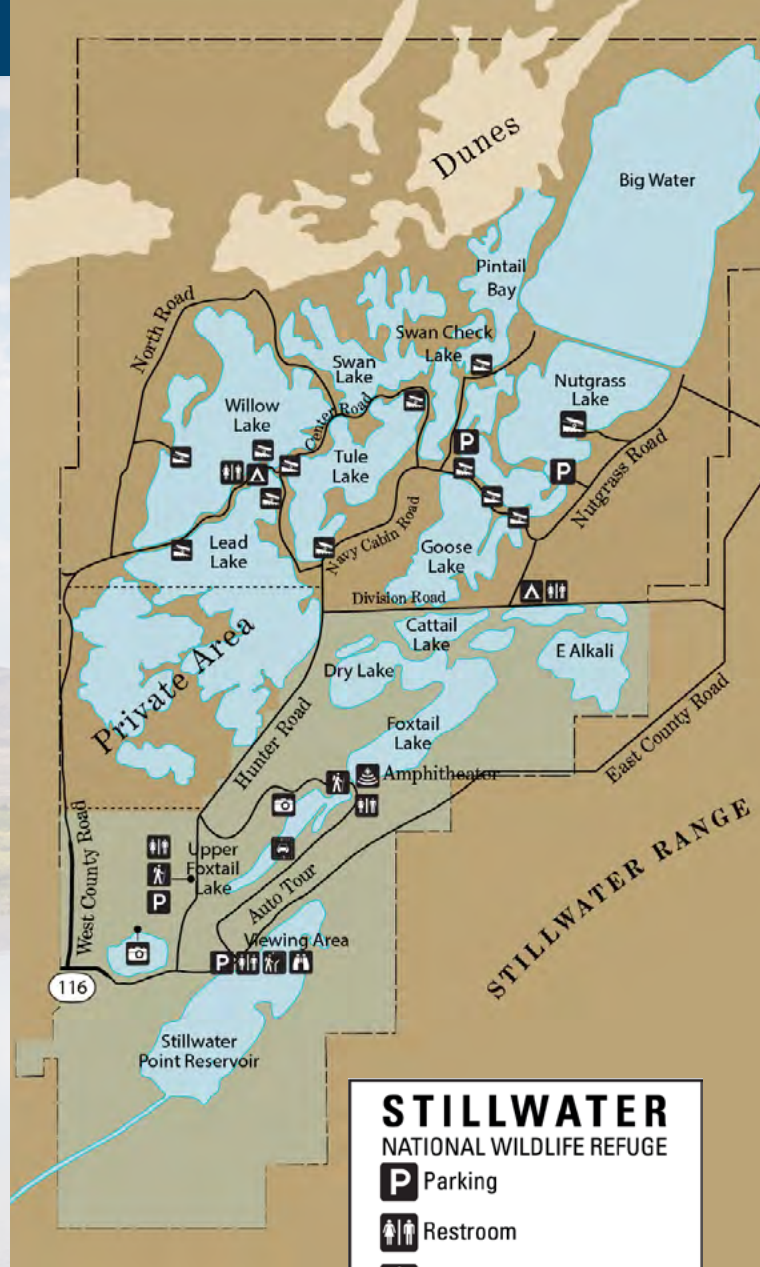 Dunes
Big Water
Pintail
Bay
North Road
Swan Check
Lake
Swan
Lake
Nutgrass
Lake
Willow
Lake
Center Road
Tule
Lake
P
P
Nutgrass Road
Navy Cabin Road
Lead
Lake
Goose
Lake
Division Road
Cattail
Lake
E Alkali
Private Area
Dry Lake
Foxtail
Lake
Hunter Road
East County Road
Amphitheater
Upper
Foxtail
Lake
P
West County Road
Auto Tour
STILLWATER RANGE
Viewing Area
P
116
Stillwater
Point Reservoir
STILLWATER
NATIONAL WILDLIFE REFUGE
P Parking
Restroom